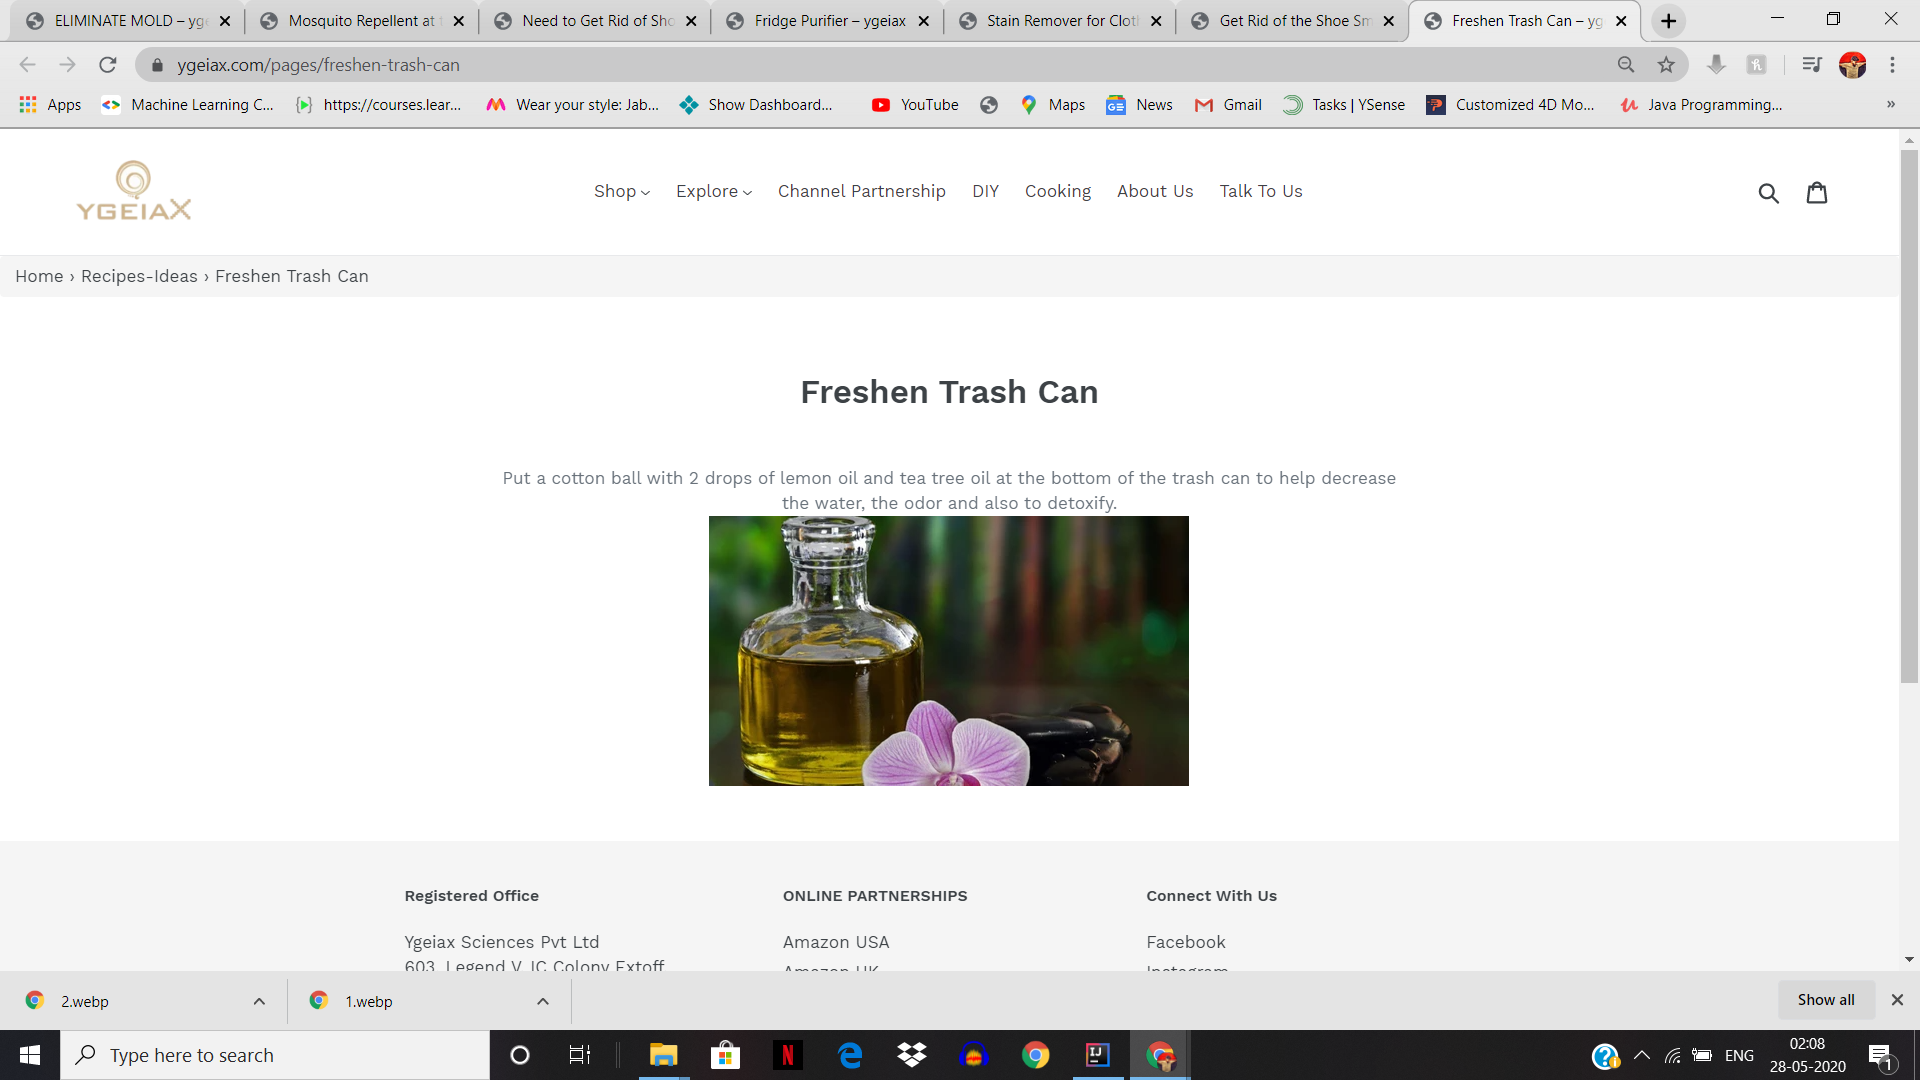 ELIMINATE MOLD – yge
Mosquito Repellent at t
Need to Get Rid of Sho
Fridge Purifier – ygeiax
Stain Remover for Clot
Get Rid of the Shoe Sm
Freshen Trash Can – yg
ygeiax.com/pages/freshen-trash-can
Apps
Machine Learning C...
https://courses.lear...
Wear your style: Jab...
Show Dashboard...
YouTube
Maps
News
Gmail
Tasks | YSense
Customized 4D Mo...
Java Programming...
»
YGEIAX
Shop
Explore
Channel Partnership
DIY
Cooking
About Us
Talk To Us
Home › Recipes-Ideas › Freshen Trash Can
Freshen Trash Can
Put a cotton ball with 2 drops of lemon oil and tea tree oil at the bottom of the trash can to help decrease
the water, the odor and also to detoxify.
Registered Office
Ygeiax Sciences Pvt Ltd
603, Legend V, IC Colony Extoff
ONLINE PARTNERSHIPS
Amazon USA
Amazon UK
Connect With Us
Facebook
Instagram
2.webp
1.webp
Show all
Type here to search
ENG
02:08
28-05-2020
1